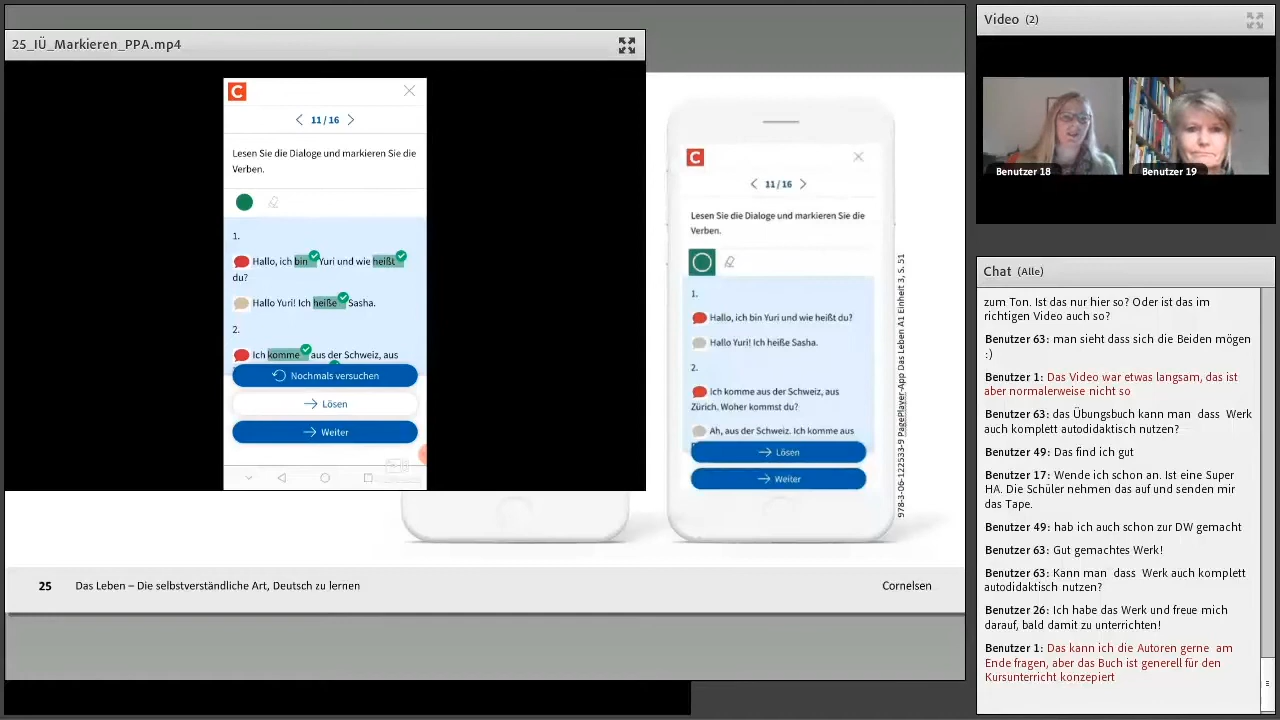 25_IÜ_Markieren_PPA.mp4
C
11 / 16
Lesen Sie die Dialoge und markieren Sie die
Verben.
1.
Hallo, ich bin Yuri und wie heißt
du?
Hallo Yuri! Ich heiße Sasha.
2.
Ich komme aus der Schweiz, aus
Nochmals versuchen
Lösen
Weiter
C
11 / 16
Lesen Sie die Dialoge und markieren Sie die
Verben.
1.
Hallo, ich bin Yuri und wie heißt du?
Hallo Yuri! Ich heiße Sasha.
2.
Ich komme aus der Schweiz, aus
Zürich. Woher kommst du?
Ah, aus der Schweiz. Ich komme aus
Lösen
Weiter
978-3-06-122533-9 PagePlayer-App Das Leben A1 Einheit 3, S. 51
25 Das Leben – Die selbstverständliche Art, Deutsch zu lernen
Cornelsen
Video (2)
Benutzer 18
Benutzer 19
Chat (Alle)
zum Ton. Ist das nur hier so? Oder ist das im
richtigen Video auch so?
Benutzer 63: man sieht dass sich die Beiden mögen
:)
Benutzer 1: Das Video war etwas langsam, das ist
aber normalerweise nicht so
Benutzer 63: das Übungsbuch kann man dass Werk
auch komplett autodidaktisch nutzen?
Benutzer 49: Das find ich gut
Benutzer 17: Wende ich schon an. Ist eine Super
HA. Die Schüler nehmen das auf und senden mir
das Tape.
Benutzer 49: hab ich auch schon zur DW gemacht
Benutzer 63: Gut gemachtes Werk!
Benutzer 63: Kann man dass Werk auch komplett
autodidaktisch nutzen?
Benutzer 26: Ich habe das Werk und freue mich
darauf, bald damit zu unterrichten!
Benutzer 1: Das kann ich die Autoren gerne am
Ende fragen, aber das Buch ist generell für den
Kursunterricht konzepiert